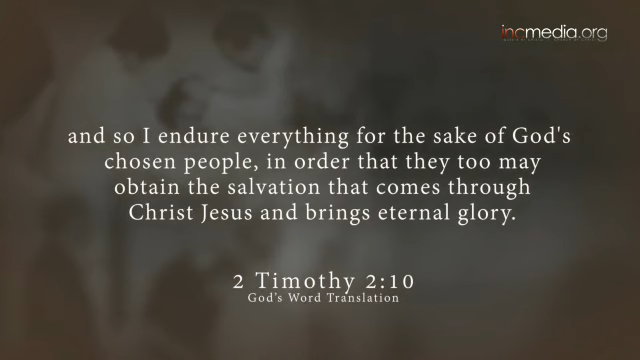 incmedia.org
and so I endure everything for the sake of God's
chosen people, in order that they too may
obtain the salvation that comes through
Christ Jesus and brings eternal glory.
2 Timothy 2:10
God's Word Translation